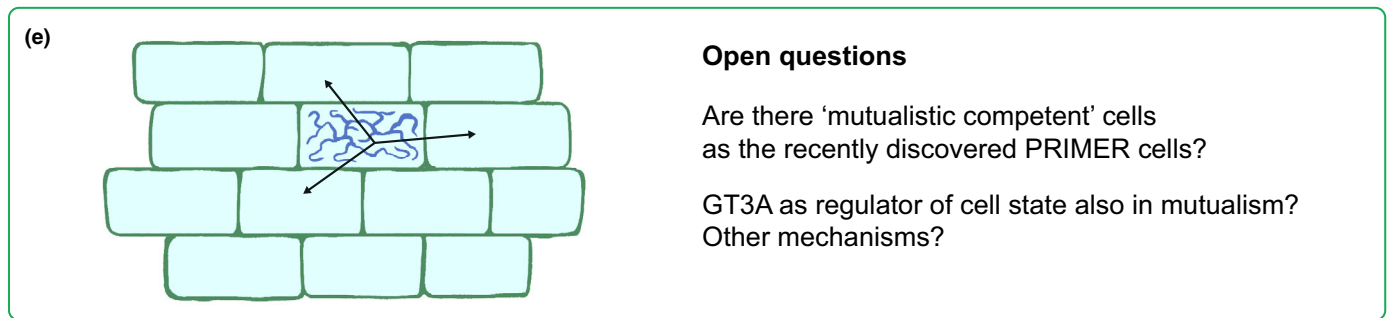 (e)
Open questions
Are there ‘mutualistic competent’ cells
as the recently discovered PRIMER cells?
GT3A as regulator of cell state also in mutualism?
Other mechanisms?